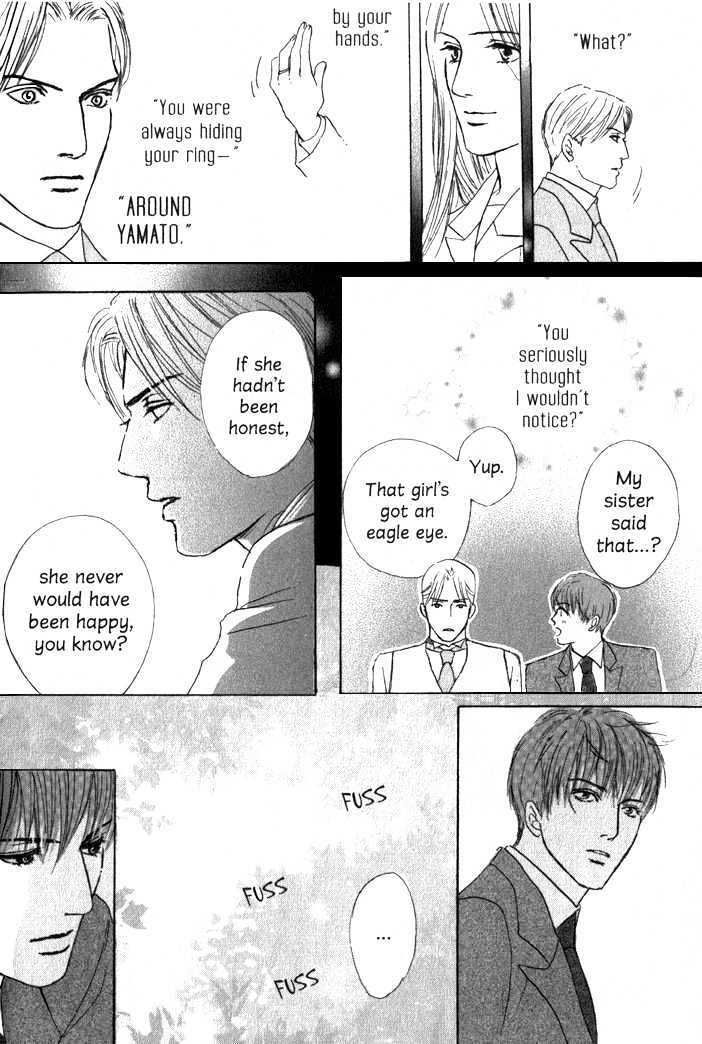 "What?"
by your
hands."
"You were
always hiding
your ring—"
"AROUND
YAMATO."
"You
seriously
thought
I wouldn't
notice?"
My
sister
said
that...?
Yup.
That girl's
got an
eagle eye.
If she
hadn't
been
honest,
she never
would have
been happy,
you know?
FUSS
...
FUSS
FUSS